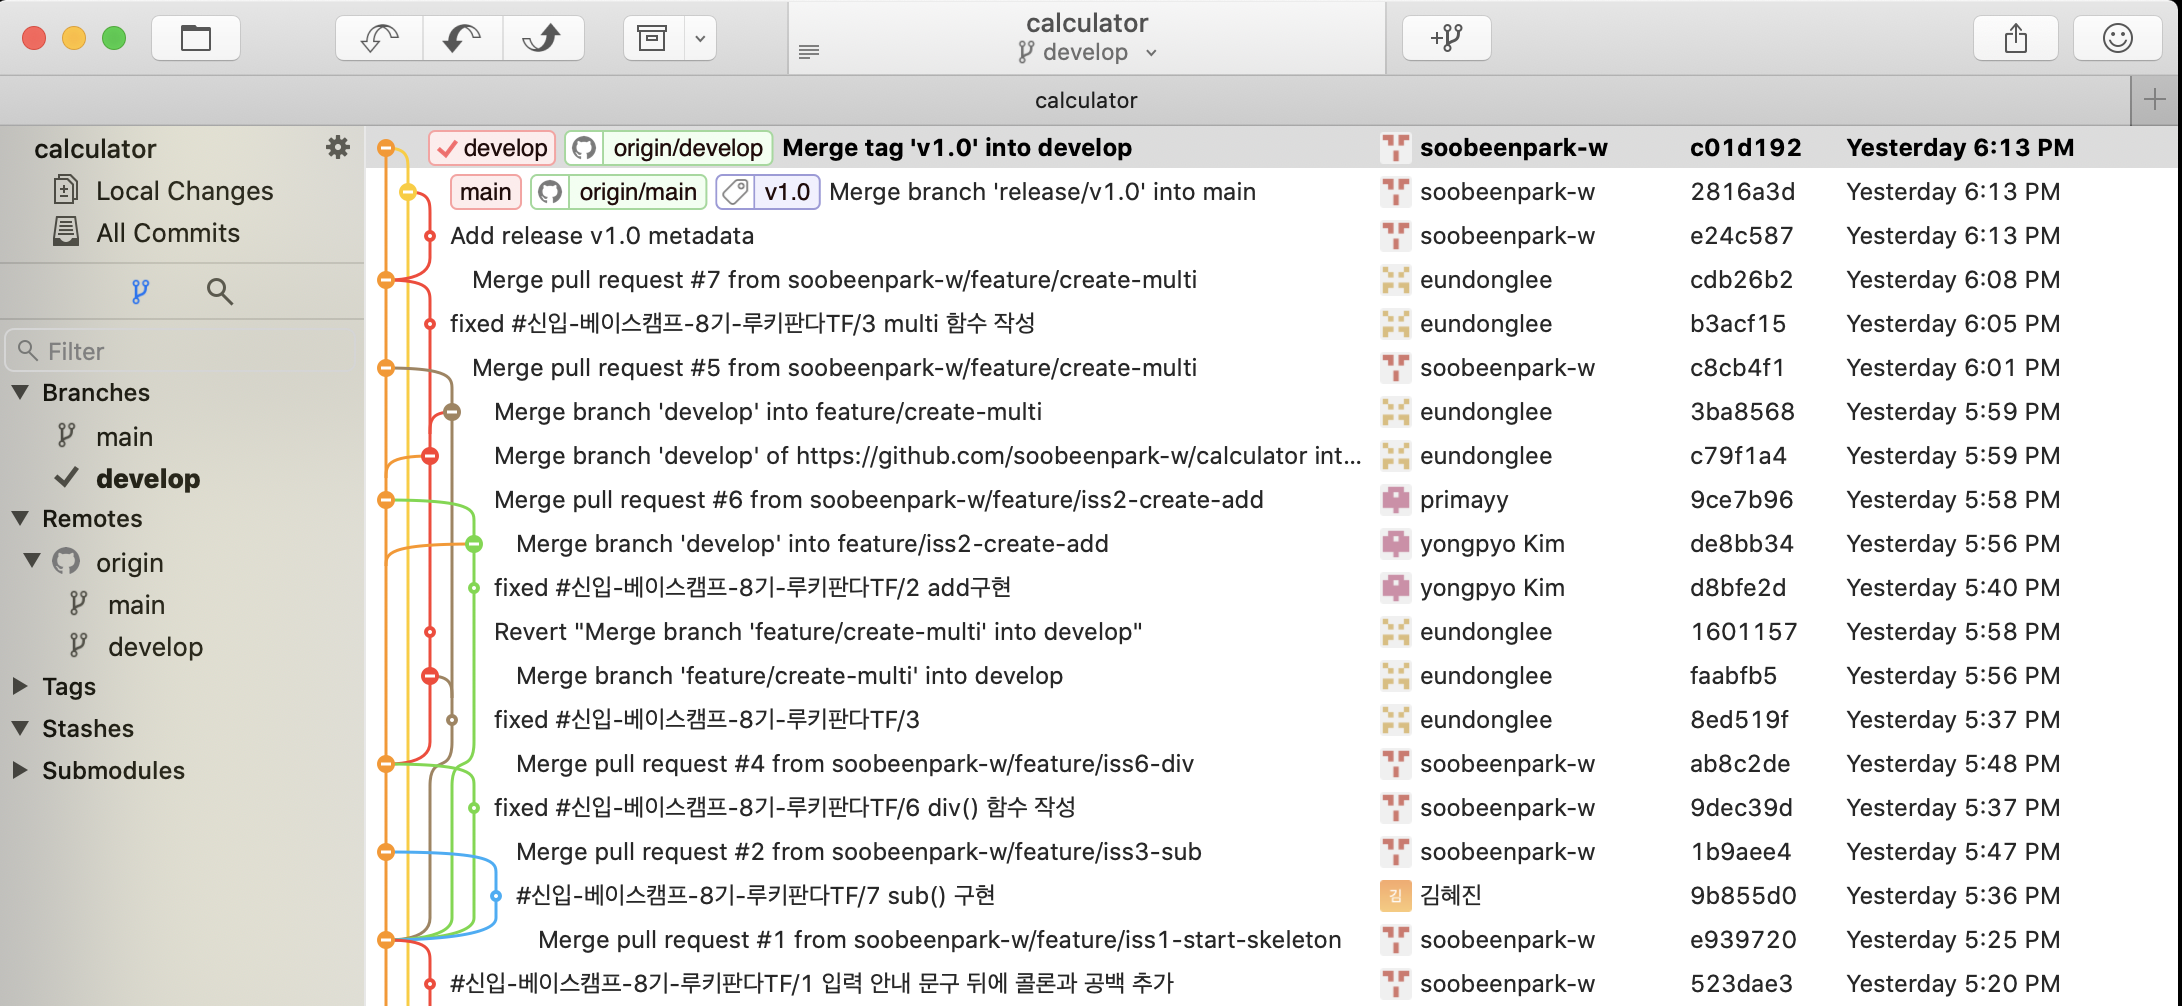 calculator
develop
calculator
calculator
Local Changes
All Commits
Filter
Branches
main
develop
Remotes
origin
main
develop
Tags
Stashes
Submodules
develop origin/develop Merge tag 'v1.0' into develop soobeenpark-w c01d192 Yesterday 6:13 PM
main origin/main v1.0 Merge branch 'release/v1.0' into main soobeenpark-w 2816a3d Yesterday 6:13 PM
Add release v1.0 metadata soobeenpark-w e24c587 Yesterday 6:13 PM
Merge pull request #7 from soobeenpark-w/feature/create-multi eundonglee cdb26b2 Yesterday 6:08 PM
fixed #신입-베이스캠프-8기-루키판다TF/3 multi 함수 작성 eundonglee b3acf15 Yesterday 6:05 PM
Merge pull request #5 from soobeenpark-w/feature/create-multi soobeenpark-w c8cb4f1 Yesterday 6:01 PM
Merge branch 'develop' into feature/create-multi eundonglee 3ba8568 Yesterday 5:59 PM
Merge branch 'develop' of https://github.com/soobeenpark-w/calculator int... eundonglee c79f1a4 Yesterday 5:59 PM
Merge pull request #6 from soobeenpark-w/feature/iss2-create-add primayy 9ce7b96 Yesterday 5:58 PM
Merge branch 'develop' into feature/iss2-create-add yongpyo Kim de8bb34 Yesterday 5:56 PM
fixed #신입-베이스캠프-8기-루키판다TF/2 add구현 yongpyo Kim d8bfe2d Yesterday 5:40 PM
Revert "Merge branch 'feature/create-multi' into develop" eundonglee 1601157 Yesterday 5:58 PM
Merge branch 'feature/create-multi' into develop eundonglee faabfb5 Yesterday 5:56 PM
fixed #신입-베이스캠프-8기-루키판다TF/3 eundonglee 8ed519f Yesterday 5:37 PM
Merge pull request #4 from soobeenpark-w/feature/iss6-div soobeenpark-w ab8c2de Yesterday 5:48 PM
fixed #신입-베이스캠프-8기-루키판다TF/6 div() 함수 작성 soobeenpark-w 9dec39d Yesterday 5:37 PM
Merge pull request #2 from soobeenpark-w/feature/iss3-sub soobeenpark-w 1b9aee4 Yesterday 5:47 PM
#신입-베이스캠프-8기-루키판다TF/7 sub() 구현 김 김혜진 9b855d0 Yesterday 5:36 PM
Merge pull request #1 from soobeenpark-w/feature/iss1-start-skeleton soobeenpark-w e939720 Yesterday 5:25 PM
#신입-베이스캠프-8기-루키판다TF/1 입력 안내 문구 뒤에 콜론과 공백 추가 soobeenpark-w 523dae3 Yesterday 5:20 PM